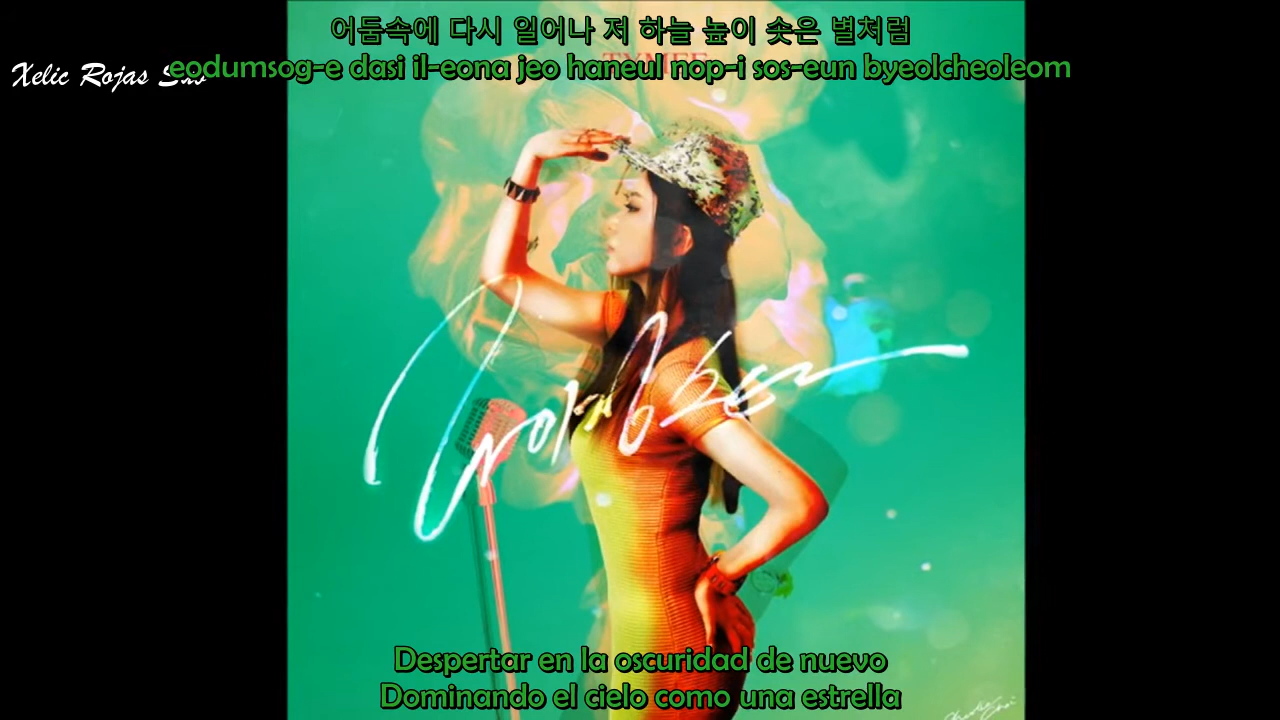 어둠속에 다시 일어나 저 하늘 높이 솟은 별처럼
TYMEE
eodumsog-e dasi il-eona jeo haneul nop-i sos-eun byeolcheoleom
Xelic Rojas Sus
Despertar en la oscuridad de nuevo
Dominando el cielo como una estrella